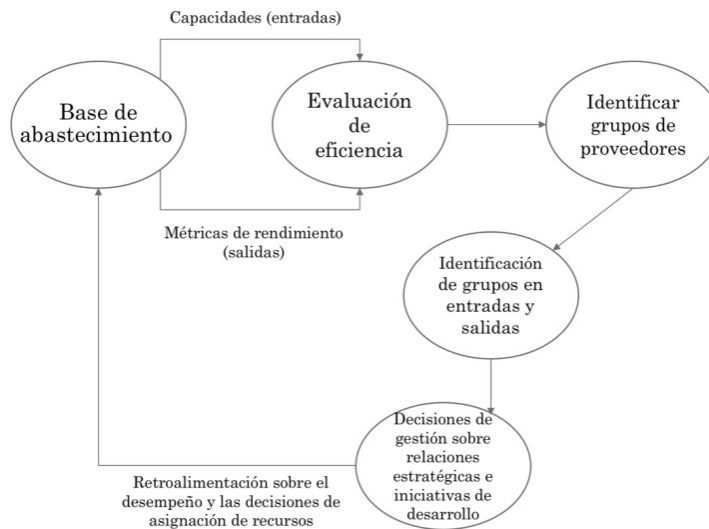 Capacidades (entradas)
Base de
abastecimiento
Evaluación
de
eficiencia
Identificar
grupos de
proveedores
Métricas de rendimiento
(salidas)
Identificación
de grupos en
entradas y
salidas
Decisiones de
gestión sobre
relaciones
estratégicas e
iniciativas de
desarrollo
Retroalimentación sobre el
desempeño y las decisiones de
asignación de recursos